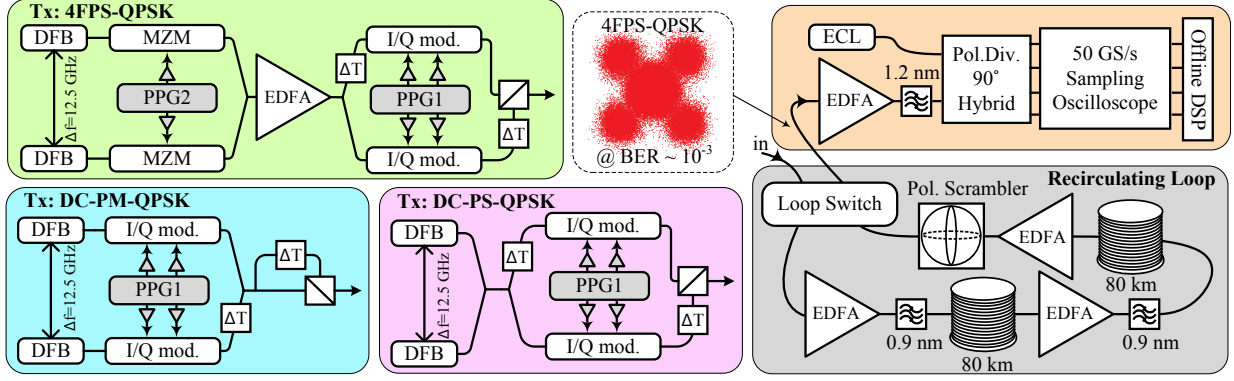 Tx: 4FPS-QPSK
DFB
MZM
I/Q mod.
ΔT
Δf=12.5 GHz
PPG2
EDFA
PPG1
ΔT
DFB
MZM
I/Q mod.
4FPS-QPSK
@ BER ~ 10⁻³
ECL
EDFA
1.2 nm
Pol.Div.
90°
Hybrid
50 GS/s
Sampling
Oscilloscope
Offline DSP
Tx: DC-PM-QPSK
DFB
I/Q mod.
Δf=12.5 GHz
PPG1
ΔT
ΔT
DFB
I/Q mod.
Tx: DC-PS-QPSK
DFB
I/Q mod.
ΔT
Δf=12.5 GHz
PPG1
ΔT
DFB
I/Q mod.
in
Loop Switch
Pol. Scrambler
Recirculating Loop
EDFA
80 km
EDFA
0.9 nm
80 km
EDFA
0.9 nm